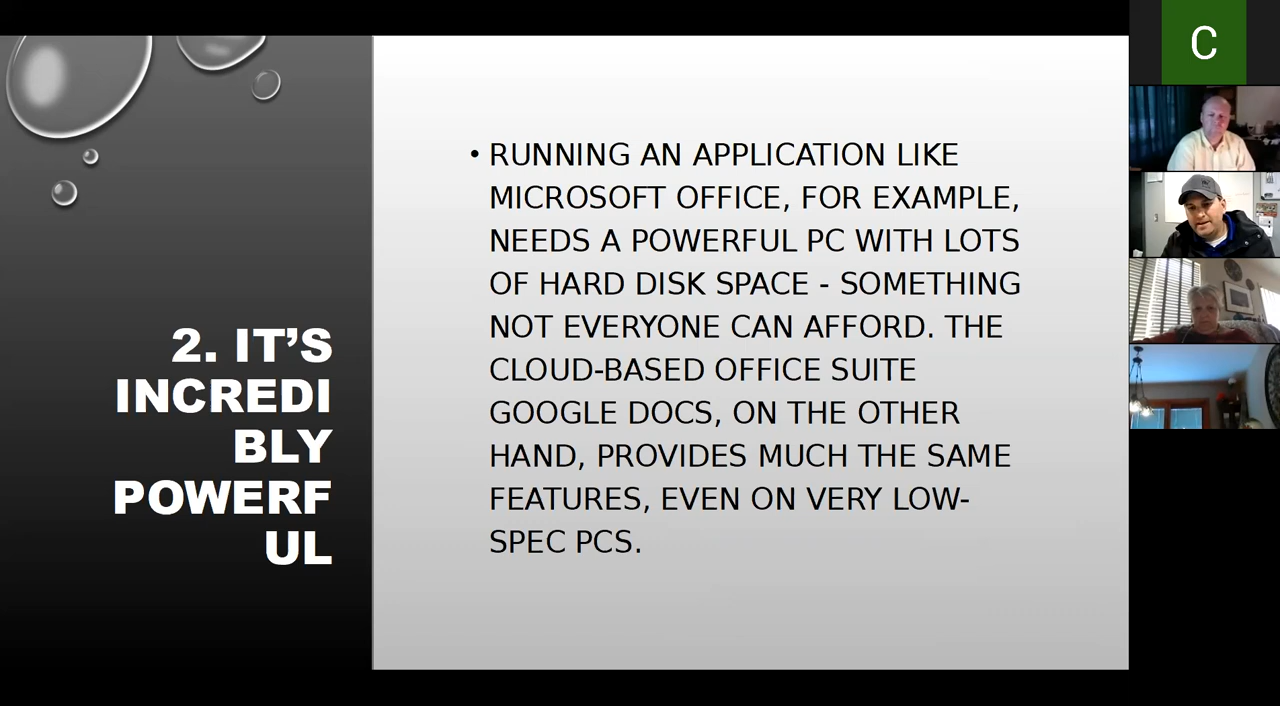 2. IT’S
INCREDI
BLY
POWERF
UL
• RUNNING AN APPLICATION LIKE
MICROSOFT OFFICE, FOR EXAMPLE,
NEEDS A POWERFUL PC WITH LOTS
OF HARD DISK SPACE - SOMETHING
NOT EVERYONE CAN AFFORD. THE
CLOUD-BASED OFFICE SUITE
GOOGLE DOCS, ON THE OTHER
HAND, PROVIDES MUCH THE SAME
FEATURES, EVEN ON VERY LOW-
SPEC PCS.
C